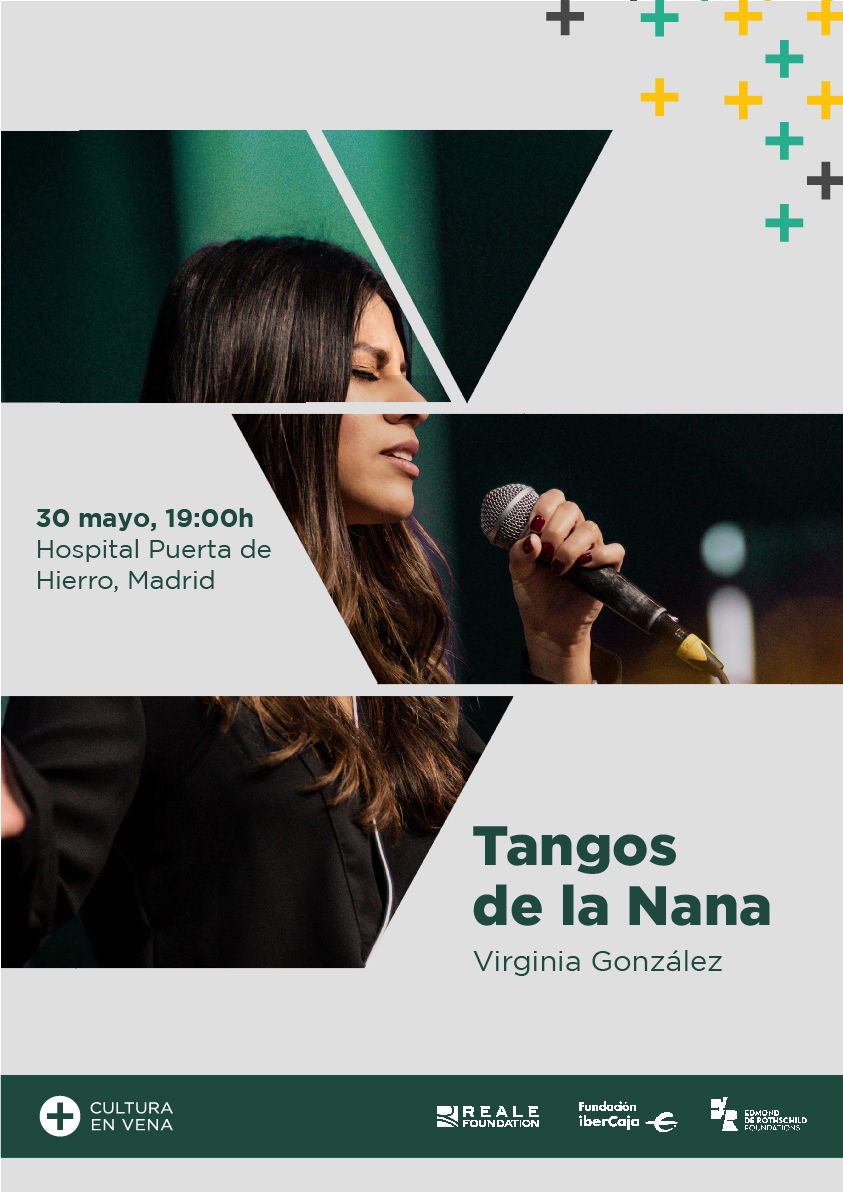 30 mayo, 19:00h
Hospital Puerta de
Hierro, Madrid
Tangos
de la Nana
Virginia González
CULTURA
EN VENA
REALE
FOUNDATION
Fundación
iberCaja
EDMOND
DE ROTHSCHILD
FOUNDATIONS